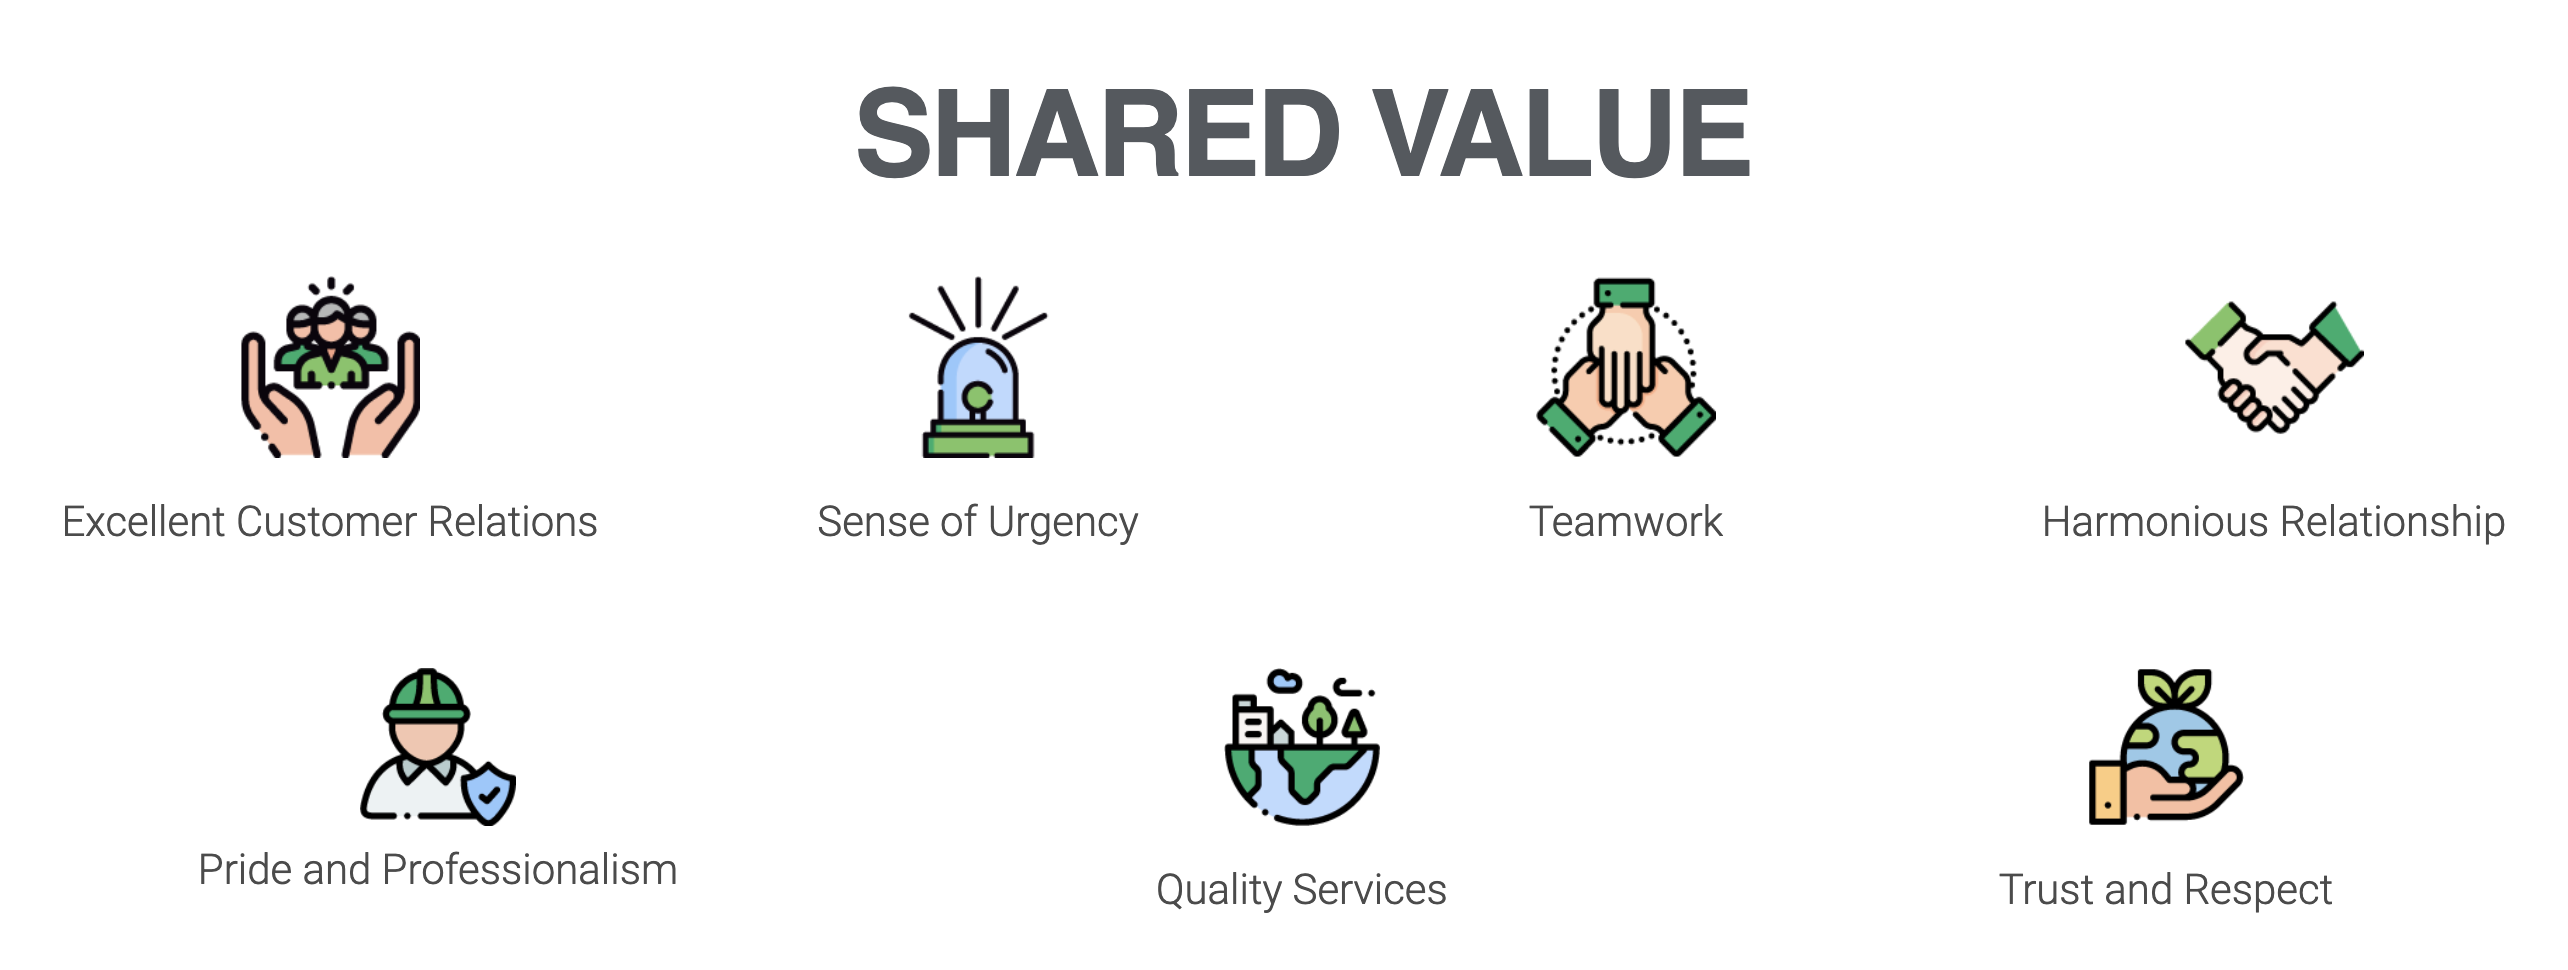 SHARED VALUE
Excellent Customer Relations
Sense of Urgency
Teamwork
Harmonious Relationship
Pride and Professionalism
Quality Services
Trust and Respect